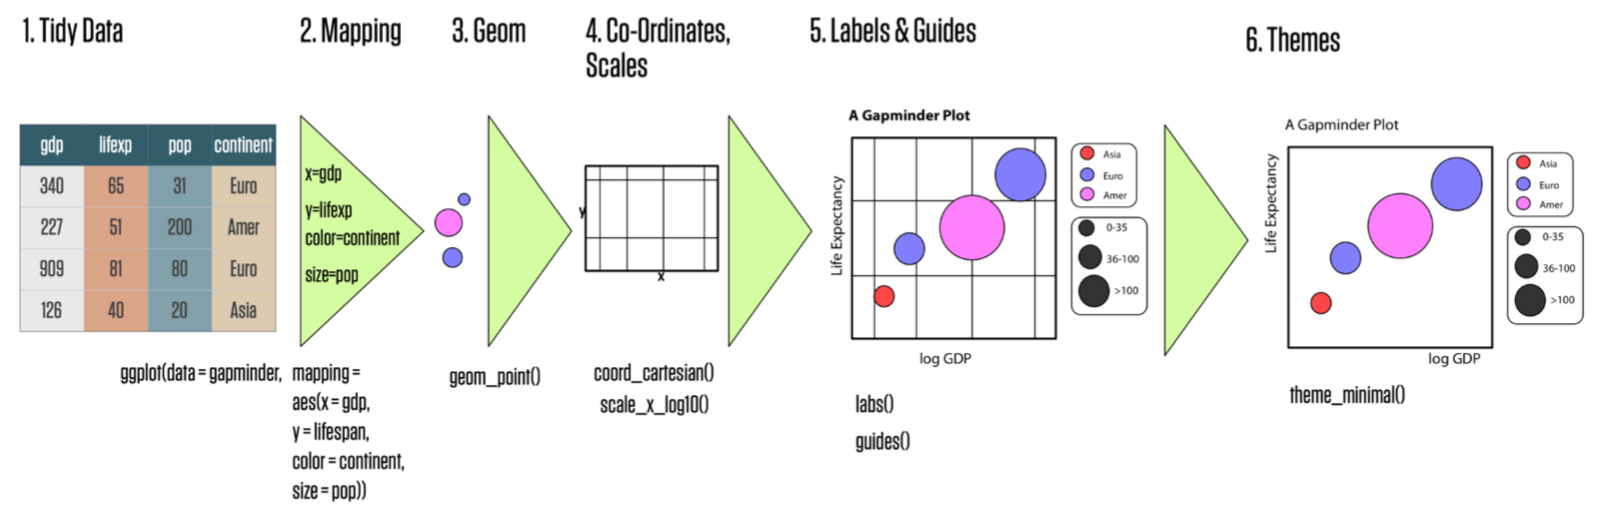 1. Tidy Data
2. Mapping
3. Geom
4. Co-Ordinates,
Scales
5. Labels & Guides
6. Themes
gdp lifexp pop continent
340 65 31 Euro
227 51 200 Amer
909 81 80 Euro
126 40 20 Asia
ggplot(data = gapminder,
x=gdp
y=lifexp
color=continent
size=pop
mapping =
aes(x = gdp,
y = lifespan,
color = continent,
size = pop))
geom_point()
y
x
coord_cartesian()
scale_x_log10()
A Gapminder Plot
Life Expectancy
log GDP
Asia
Euro
Amer
0-35
36-100
>100
labs()
guides()
A Gapminder Plot
Life Expectancy
log GDP
Asia
Euro
Amer
0-35
36-100
>100
theme_minimal()